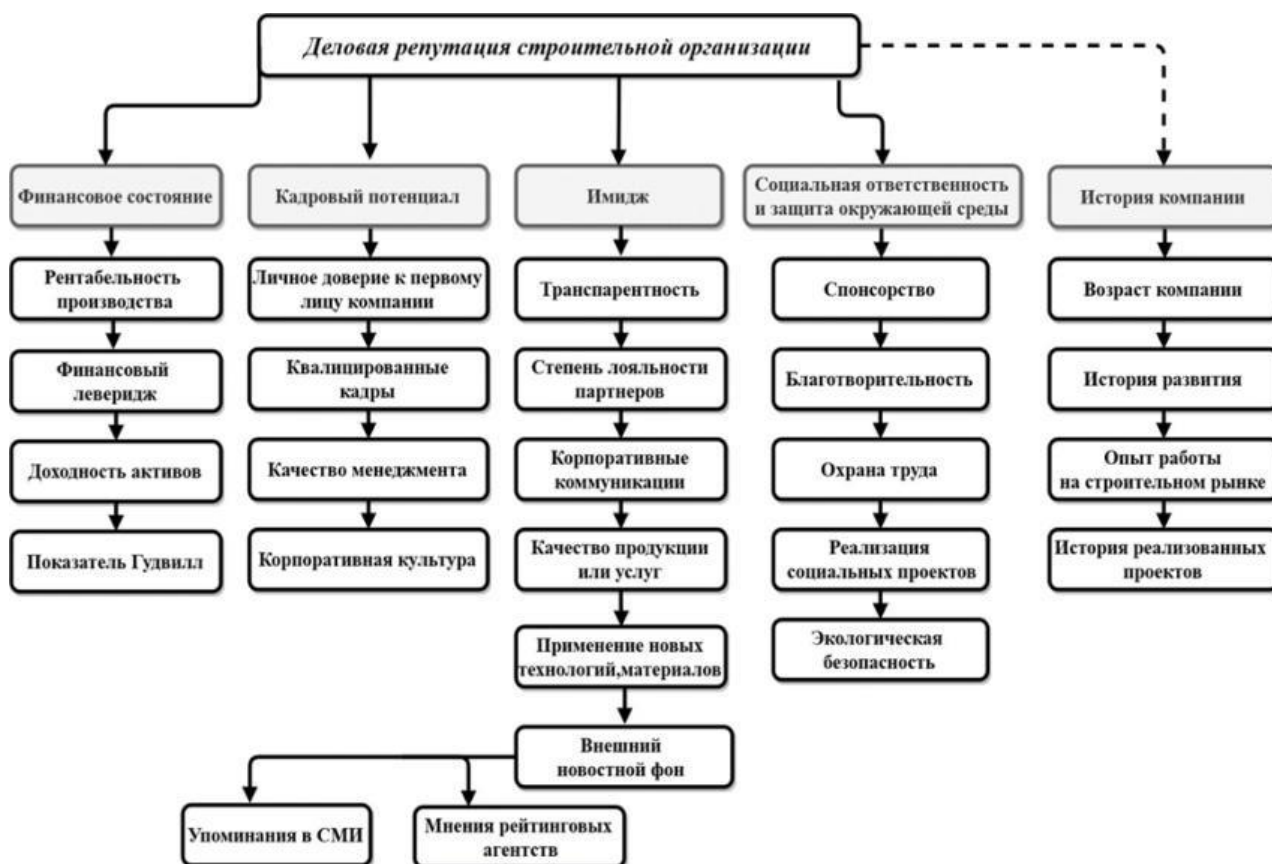 Деловая репутация строительной организации
Финансовое состояние
Кадровый потенциал
Имидж
Социальная ответственность
и защита окружающей среды
История компании
Рентабельность
производства
Личное доверие к первому
лицу компании
Транспарентность
Спонсорство
Возраст компании
Финансовый
леверидж
Квалицированные
кадры
Степень лояльности
партнеров
Благотворительность
История развития
Доходность активов
Качество менеджмента
Корпоративные
коммуникации
Охрана труда
Опыт работы
на строительном рынке
Показатель Гудвилл
Корпоративная культура
Качество продукции
или услуг
Реализация
социальных проектов
История реализованных
проектов
Применение новых
технологий,материалов
Экологическая
безопасность
Внешний
новостной фон
Упоминания в СМИ
Мнения рейтинговых
агентств